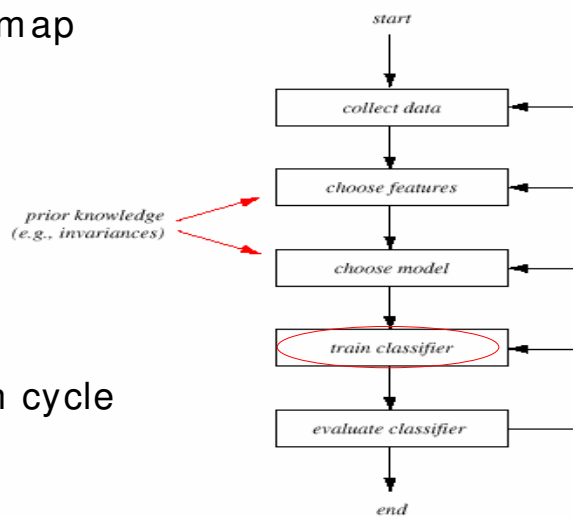 map
start
collect data
choose features
prior knowledge
(e.g., invariances)
choose model
train classifier
cycle
evaluate classifier
end